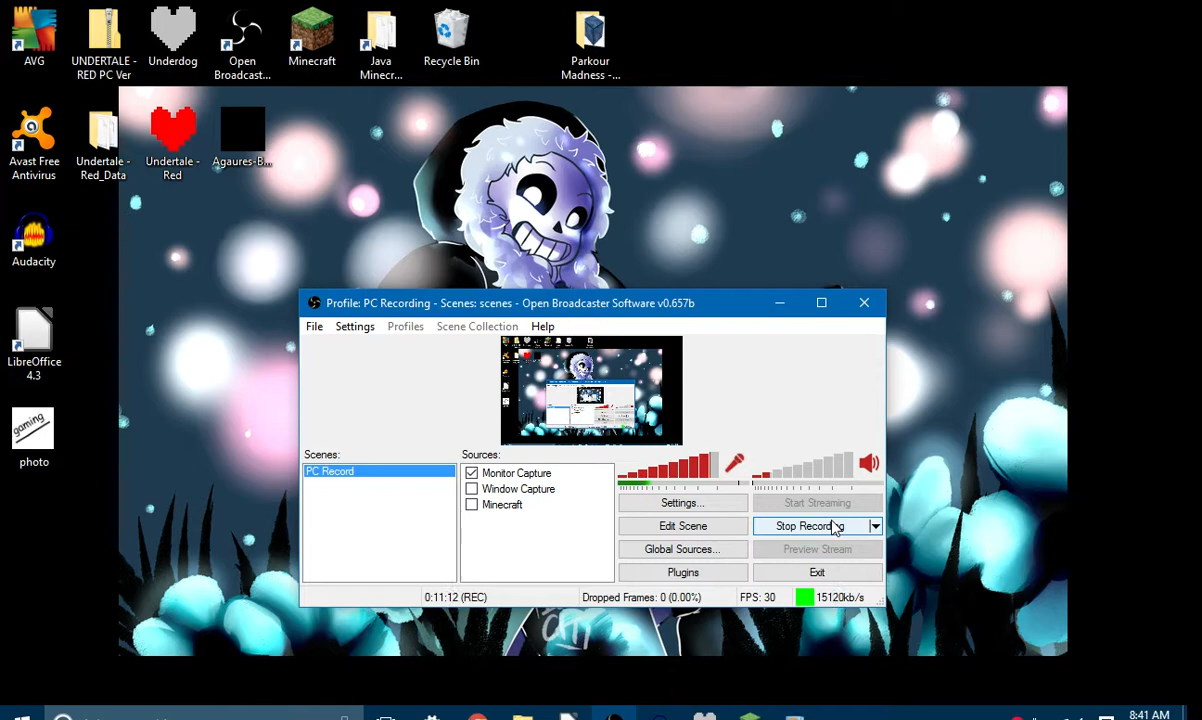 AVG
UNDERTALE -
RED PC Ver
Underdog
Open
Broadcast...
Minecraft
Java
Minecr...
Recycle Bin
Parkour
Madness -...
Avast Free
Antivirus
Undertale -
Red_Data
Undertale -
Red
Agaures-B...
Audacity
LibreOffice
4.3
gaming
photo
Profile: PC Recording - Scenes: scenes - Open Broadcaster Software v0.657b
File Settings Profiles Scene Collection Help
Scenes:
PC Record
Sources:
Monitor Capture
Window Capture
Minecraft
Settings...
Start Streaming
Edit Scene
Stop Recording
Global Sources...
Preview Stream
Plugins
Exit
0:11:12 (REC)
Dropped Frames: 0 (0.00%)
FPS: 30
15120kb/s
8:41 AM